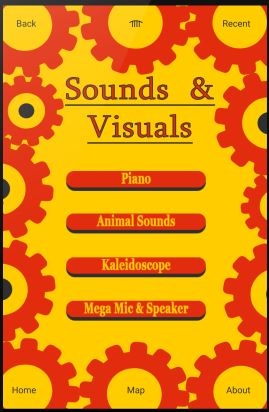 Back
Recent
Sounds &
Visuals
Piano
Animal Sounds
Kaleidoscope
Mega Mic & Speaker
Home
Map
About